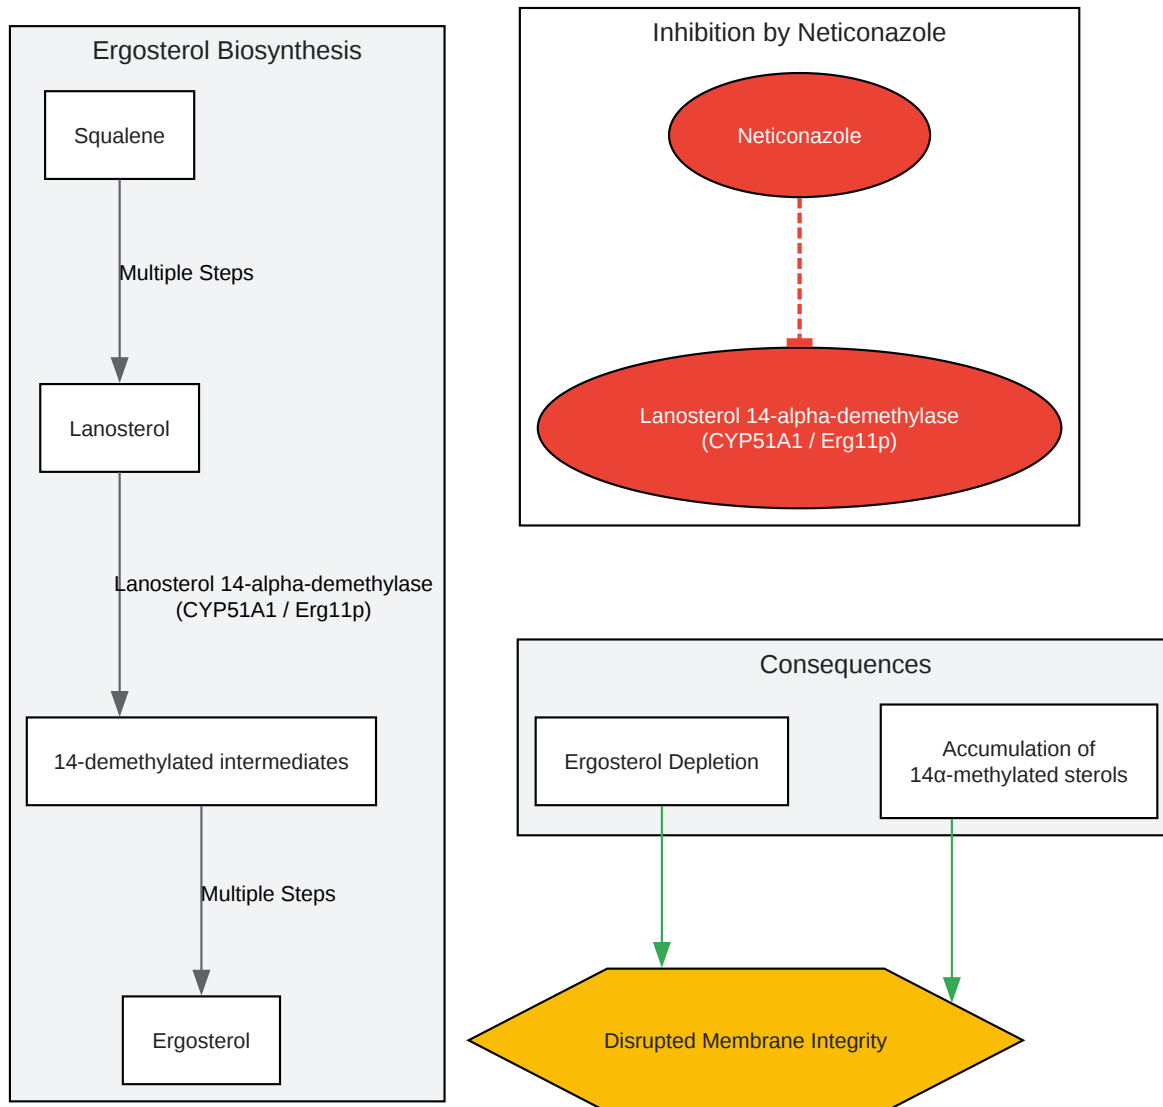 Ergosterol Biosynthesis
Squalene
Multiple Steps
Lanosterol
Lanosterol 14-alpha-demethylase
(CYP51A1 / Erg11p)
14-demethylated intermediates
Multiple Steps
Ergosterol
Inhibition by Neticonazole
Neticonazole
Lanosterol 14-alpha-demethylase
(CYP51A1 / Erg11p)
Consequences
Ergosterol Depletion
Accumulation of
14α-methylated sterols
Disrupted Membrane Integrity